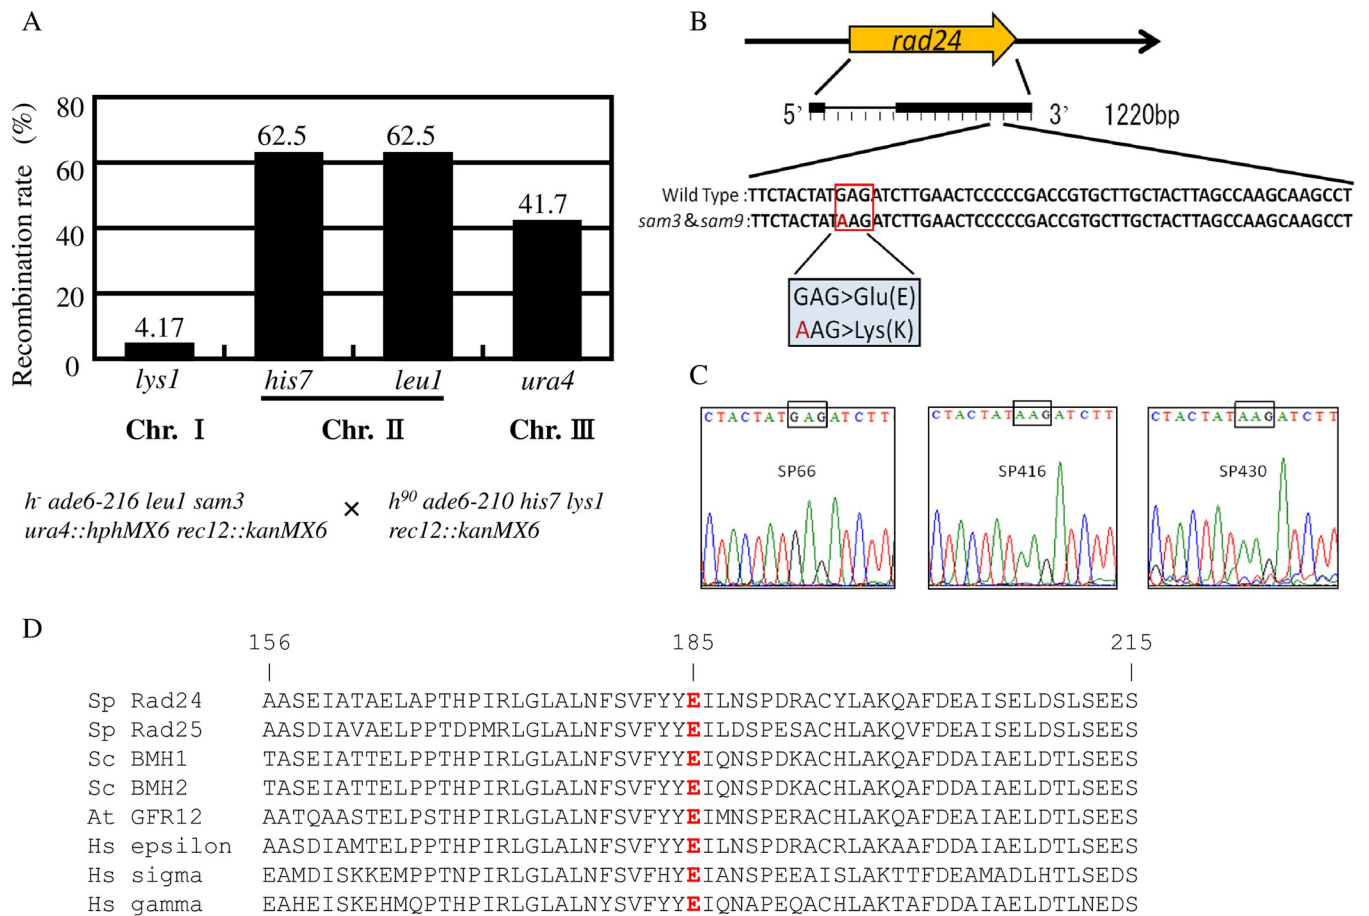 A
Recombination rate (%)
80
60
40
20
0
4.17
62.5
62.5
41.7
lys1 his7 leu1 ura4
Chr. Ⅰ Chr. Ⅱ Chr. Ⅲ
h- ade6-216 leu1 sam3
ura4::hphMX6 rec12::kanMX6
×
h90 ade6-210 his7 lys1
rec12::kanMX6
B
rad24
5’ 3’ 1220bp
Wild Type :TTCTACTATGAGATCTTGAACTCCCCCGACCGTGCTTGCTACTTAGCCAAGCAAGCCT
sam3 & sam9 :TTCTACTATAAGATCTTGAACTCCCCCGACCGTGCTTGCTACTTAGCCAAGCAAGCCT
GAG>Glu(E)
AAG>Lys(K)
C
CTACTATGAGATCTT
SP66
CTACTATAAGATCTT
SP416
CTACTATAAGATCTT
SP430
D
156 185 215
Sp Rad24 AASEIATAELAPTHPIRLGLALNFSVFYYEILNSPDRACYLAKQAFDEAISELDSLSEES
Sp Rad25 AASDIAVAELPPTDPMRLGLALNFSVFYYEILDSPESACHLAKQVFDEAISELDSLSEES
Sc BMH1 TASEIATTELPPTHPIRLGLALNFSVFYYEIQNSPDKACHLAKQAFDDAIAELDTLSEES
Sc BMH2 TASEIATTELPPTHPIRLGLALNFSVFYYEIQNSPDKACHLAKQAFDDAIAELDTLSEES
At GFR12 AATQAASTELPSTHPIRLGLALNFSVFYYEIMNSPERACHLAKQAFDEAIAELDTLSEES
Hs epsilon AASDIAMTELPPTHPIRLGLALNFSVFYYEILNSPDRACRLAKAAFDDAIAELDTLSEES
Hs sigma EAMDISKKEMPPTNPIRLGLALNFSVFHYEIANSPEEAISLAKTTFDEAMADLHTLSEDS
Hs gamma EAHEISKEHMQPTHPIRLGLALNYSVFYYEIQNAPEQACHLAKTAFDDAIAELDTLNEDS